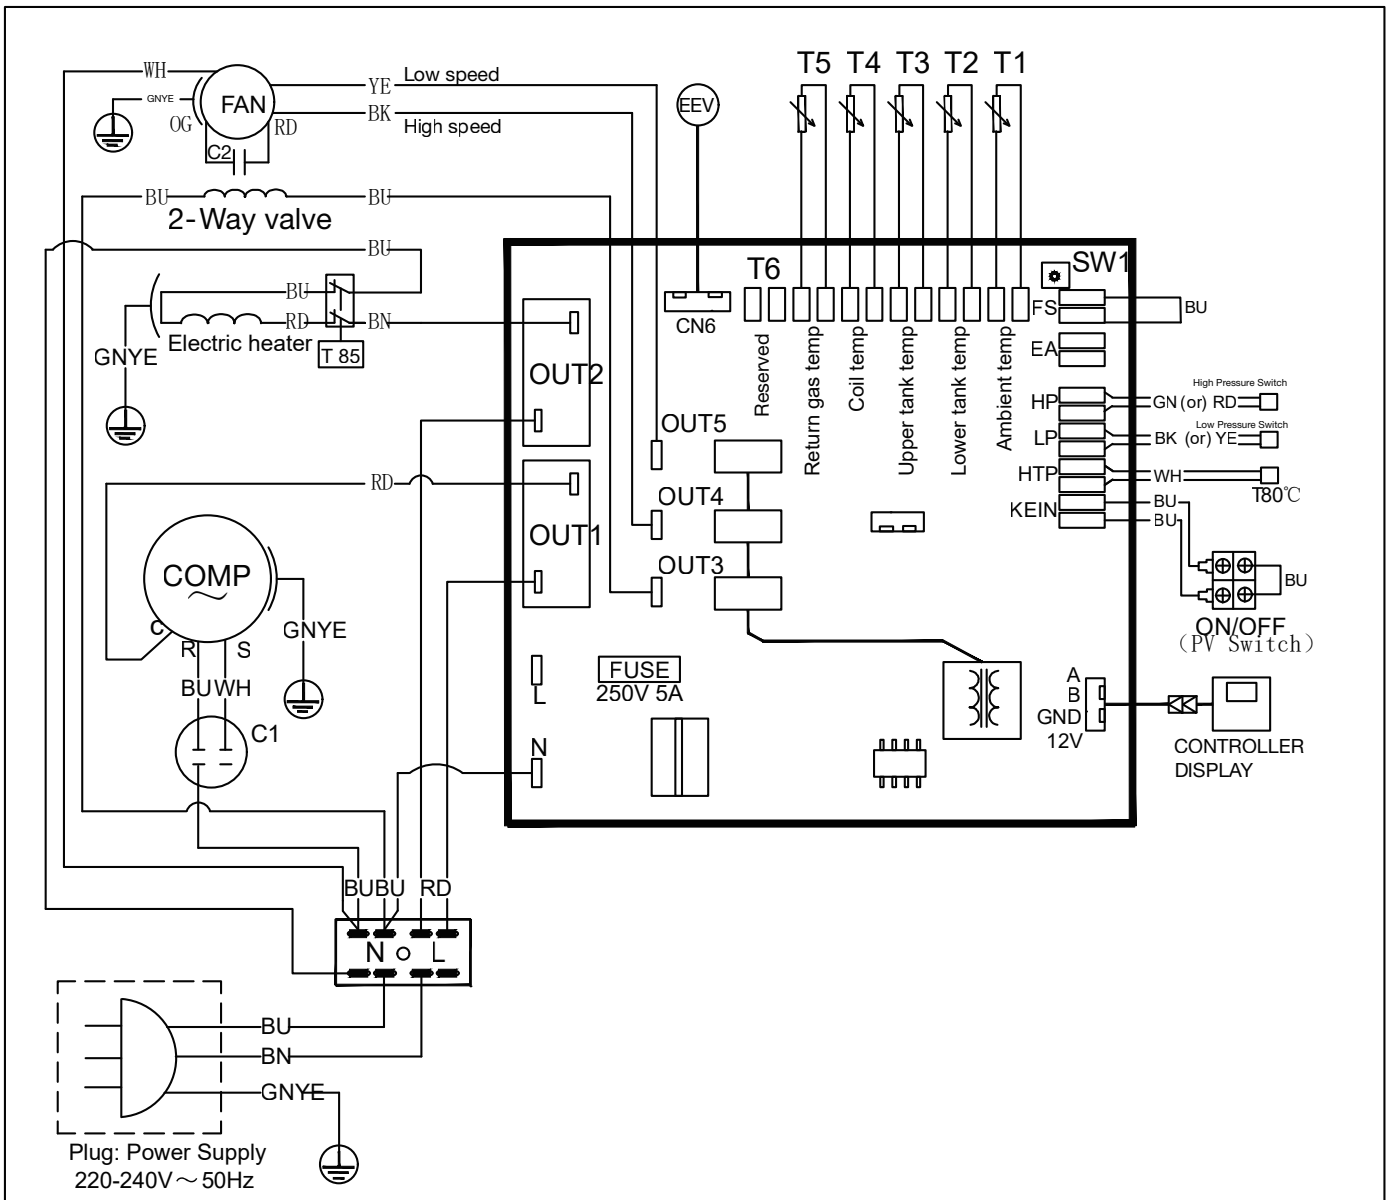 T5 T4 T3 T2 T1
WH
YE Low speed
GNYE
FAN
EEV
BK
High speed
OG
RD
C2
BU
BU
2-Way valve
BU
T6
SW1
BU
FS
BU
RD
BN
CN6
Electric heater
T 85
GNYE
EA
OUT2
Reserved
Return gas temp
Coil temp
Upper tank temp
Lower tank temp
Ambient temp
High Pressure Switch
HP
GN (or) RD
OUT5
Low Pressure Switch
LP
BK (or) YE
HTP
WH
T80℃
RD
OUT4
KEIN
BU
BU
OUT1
OUT3
COMP
~
BU
C
GNYE
ON/OFF
(PV Switch)
R
S
BU WH
FUSE
250V 5A
L
A
B
GND
12V
C1
N
CONTROLLER
DISPLAY
BU BU RD
N L
BU
BN
GNYE
Plug: Power Supply
220-240V～50Hz